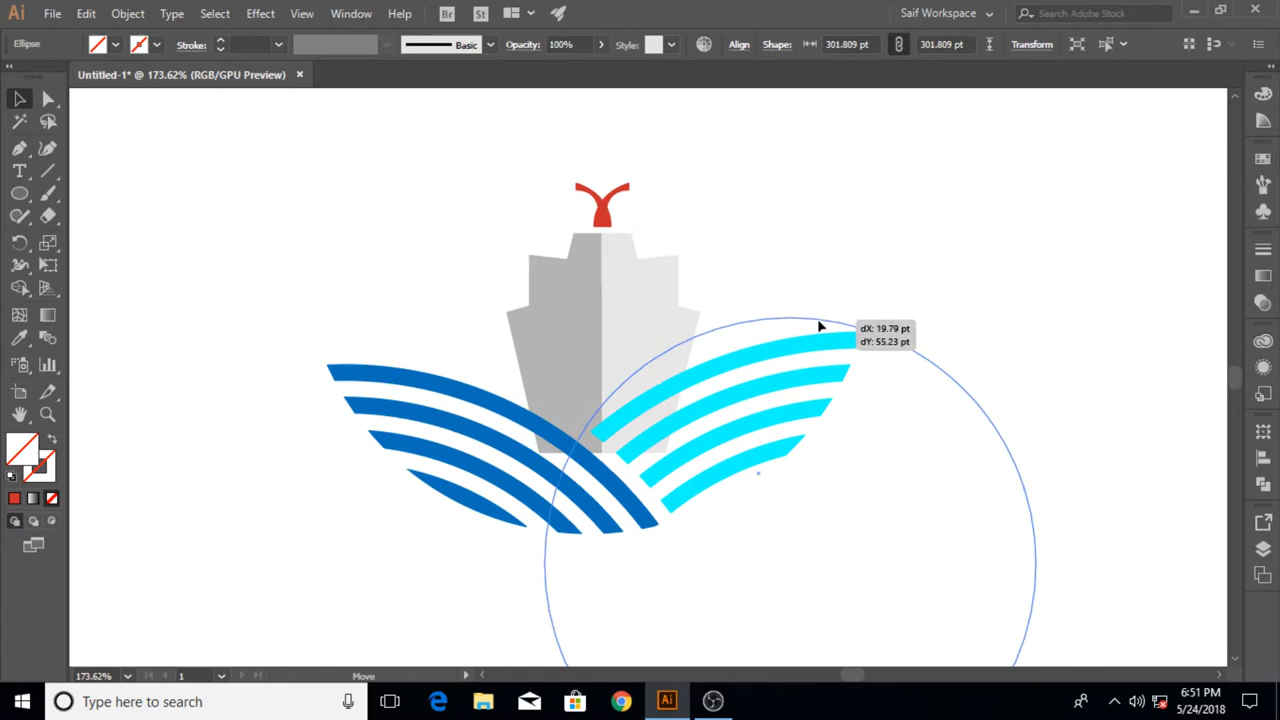 Ai File Edit Object Type Select Effect View Window Help Br St Saif Workspace Search Adobe Stock
Ellipse Stroke: Basic Opacity: 100% Style: Align Shape: 301.809 pt 301.809 pt Transform
Untitled-1* @ 173.62% (RGB/GPU Preview)
dX: 19.79 pt
dY: 55.23 pt
173.62% 1 Move
Type here to search
Ai
6:51 PM
5/24/2018